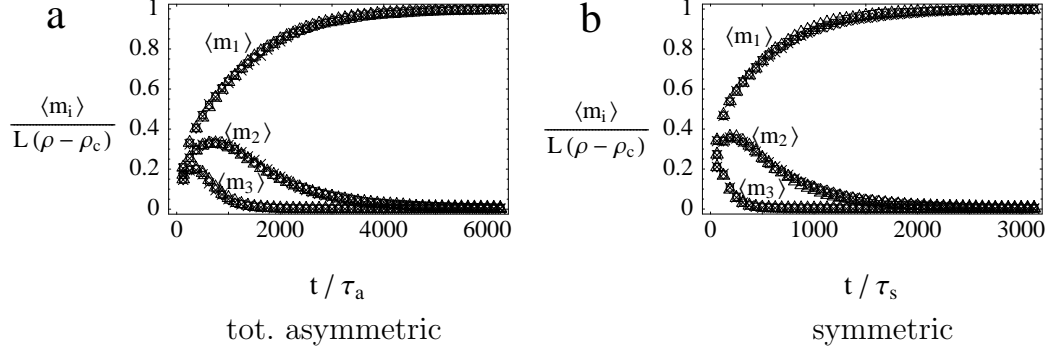 a
1
0.8
0.6
0.4
0.2
0
⟨m1⟩
⟨m2⟩
⟨m3⟩
⟨mi⟩
L (ρ − ρc)
0 2000 4000 6000
t / τa
tot. asymmetric
b
1
0.8
0.6
0.4
0.2
0
⟨m1⟩
⟨m2⟩
⟨m3⟩
⟨mi⟩
L (ρ − ρc)
0 1000 2000 3000
t / τs
symmetric